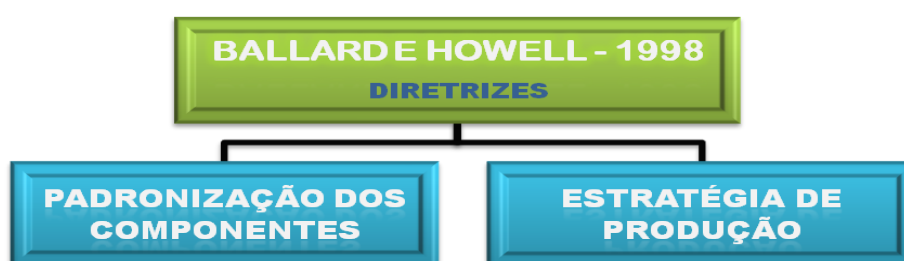 BALLARD E HOWELL - 1998
DIRETRIZES
PADRONIZAÇÃO DOS
COMPONENTES
ESTRATÉGIA DE
PRODUÇÃO